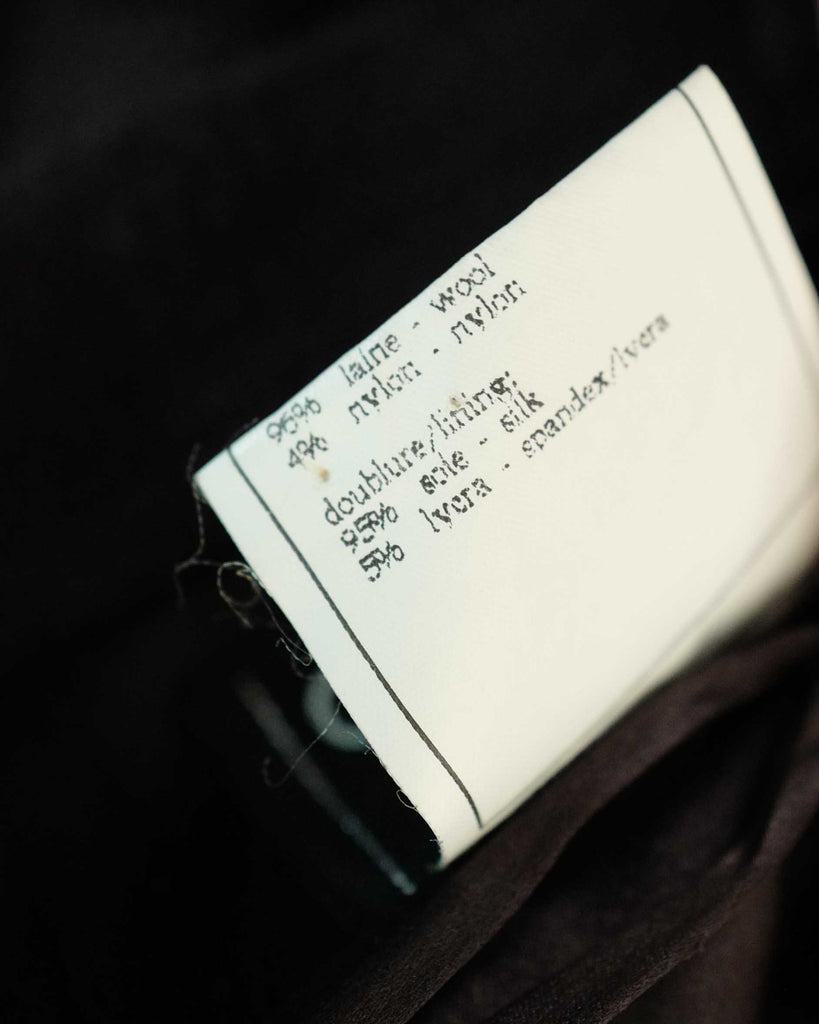 96% laine - wool
4% nylon - nylon
doublure/lining:
95% soie - silk
5% lycra - spandex/lycra